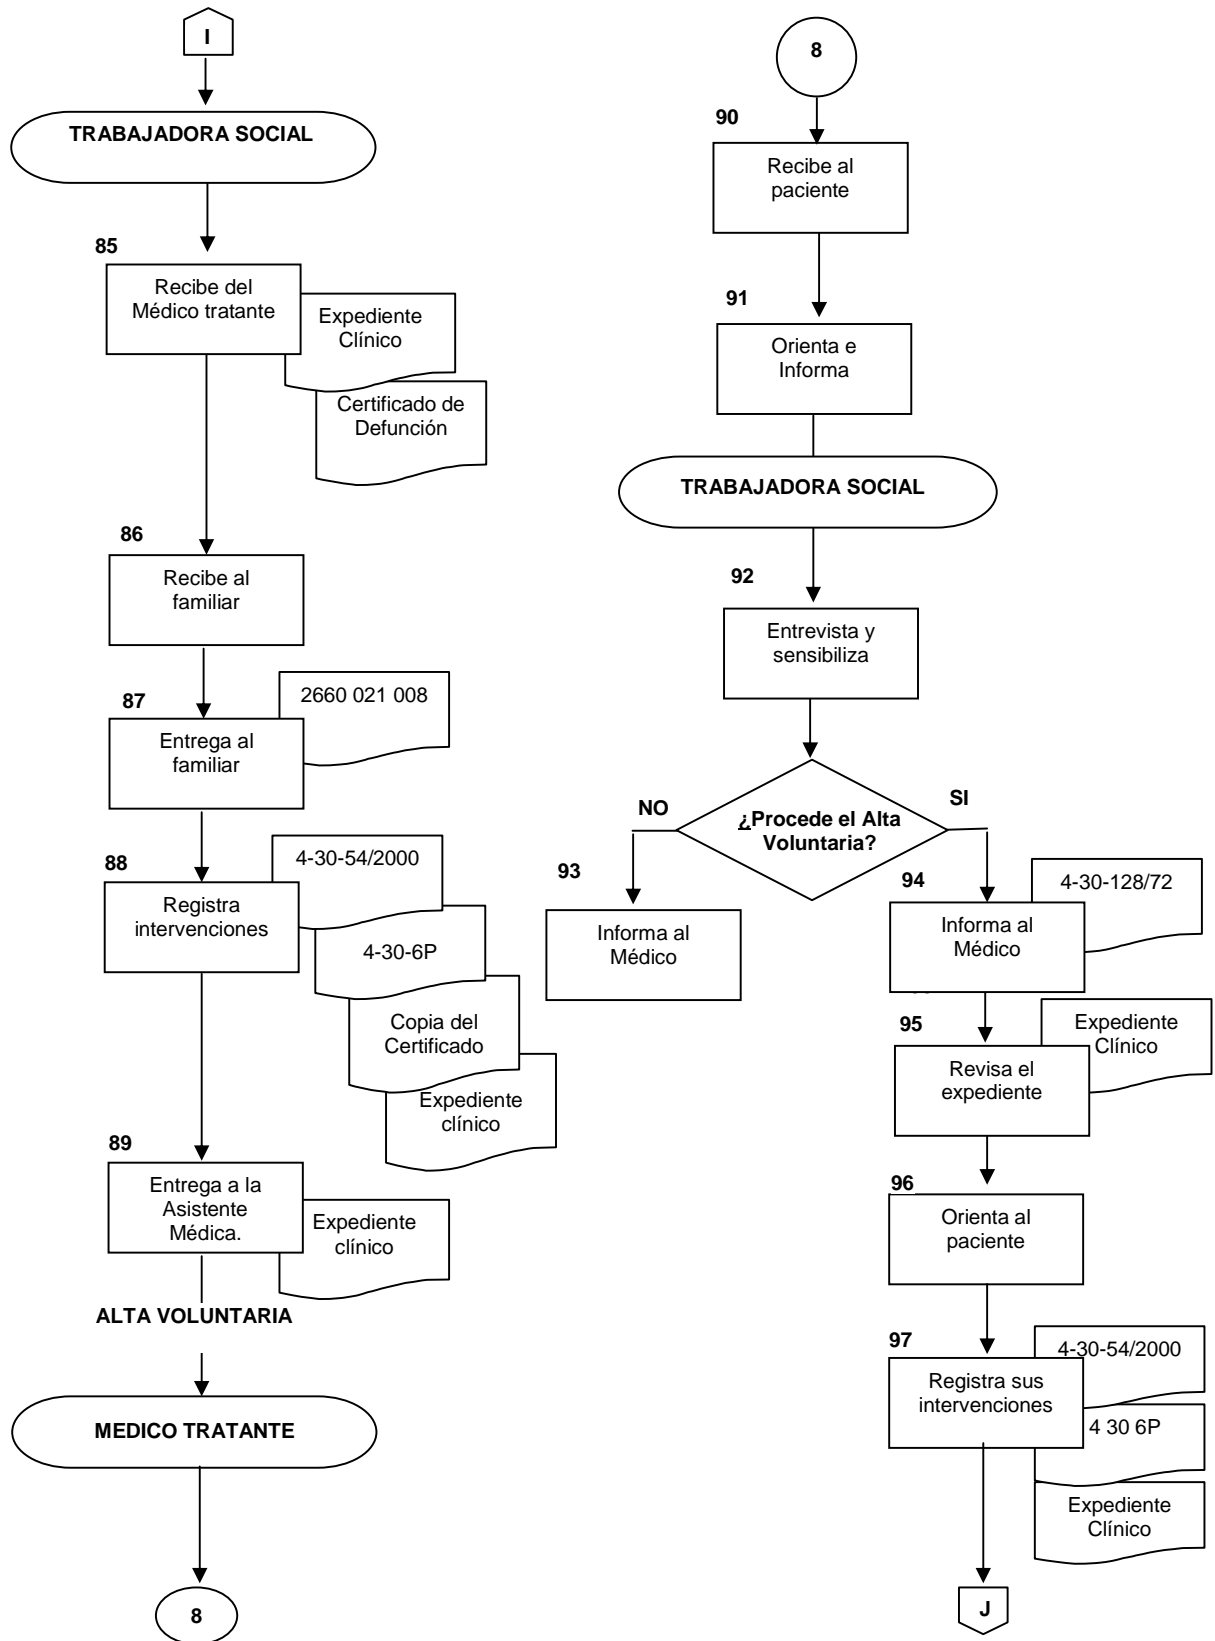 I
TRABAJADORA SOCIAL
85
Recibe del
Médico tratante
Expediente
Clínico
Certificado de
Defunción
86
Recibe al
familiar
87
2660 021 008
Entrega al
familiar
88
4-30-54/2000
Registra
intervenciones
4-30-6P
Copia del
Certificado
Expediente
clínico
89
Entrega a la
Asistente
Médica.
Expediente
clínico
ALTA VOLUNTARIA
MEDICO TRATANTE
8
8
90
Recibe al
paciente
91
Orienta e
Informa
TRABAJADORA SOCIAL
92
Entrevista y
sensibiliza
NO
SI
¿Procede el Alta
Voluntaria?
93
Informa al
Médico
94
4-30-128/72
Informa al
Médico
95
Expediente
Clínico
Revisa el
expediente
96
Orienta al
paciente
97
4-30-54/2000
Registra sus
intervenciones
4 30 6P
Expediente
Clínico
J